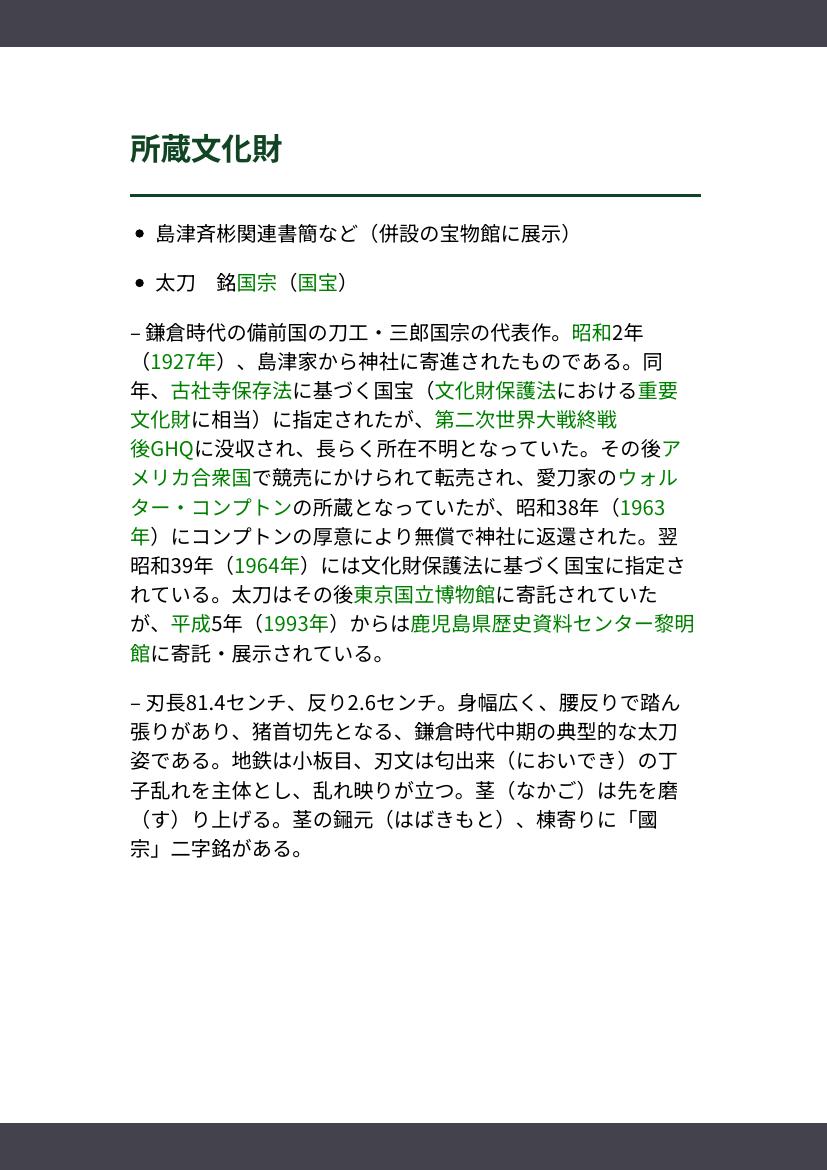 所蔵文化財
• 島津斉彬関連書簡など（併設の宝物館に展示）
• 太刀　銘国宗（国宝）
– 鎌倉時代の備前国の刀工・三郎国宗の代表作。昭和2年
（1927年）、島津家から神社に寄進されたものである。同
年、古社寺保存法に基づく国宝（文化財保護法における重要
文化財に相当）に指定されたが、第二次世界大戦終戦
後GHQに没収され、長らく所在不明となっていた。その後ア
メリカ合衆国で競売にかけられて転売され、愛刀家のウォル
ター・コンプトンの所蔵となっていたが、昭和38年（1963
年）にコンプトンの厚意により無償で神社に返還された。翌
昭和39年（1964年）には文化財保護法に基づく国宝に指定さ
れている。太刀はその後東京国立博物館に寄託されていた
が、平成5年（1993年）からは鹿児島県歴史資料センター黎明
館に寄託・展示されている。
– 刃長81.4センチ、反り2.6センチ。身幅広く、腰反りで踏ん
張りがあり、猪首切先となる、鎌倉時代中期の典型的な太刀
姿である。地鉄は小板目、刃文は匂出来（においでき）の丁
子乱れを主体とし、乱れ映りが立つ。茎（なかご）は先を磨
（す）り上げる。茎の鎺元（はばきもと）、棟寄りに「國
宗」二字銘がある。